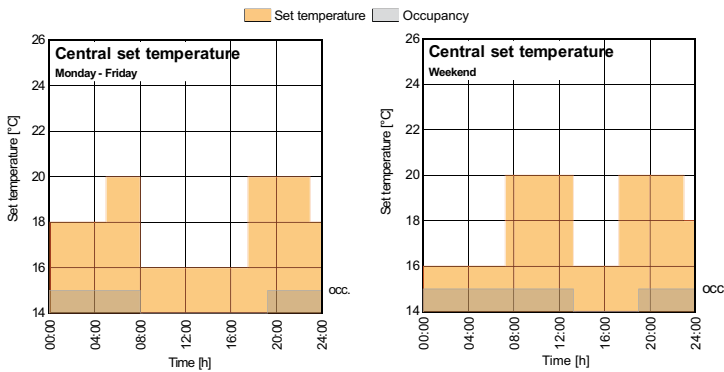 Set temperature Occupancy
Central set temperature
Monday - Friday
Set temperature [°C]
26
24
22
20
18
16
14
occ.
00:00 04:00 08:00 12:00 16:00 20:00 24:00
Time [h]
Central set temperature
Weekend
Set temperature [°C]
26
24
22
20
18
16
14
occ
00:00 04:00 08:00 12:00 16:00 20:00 24:00
Time [h]